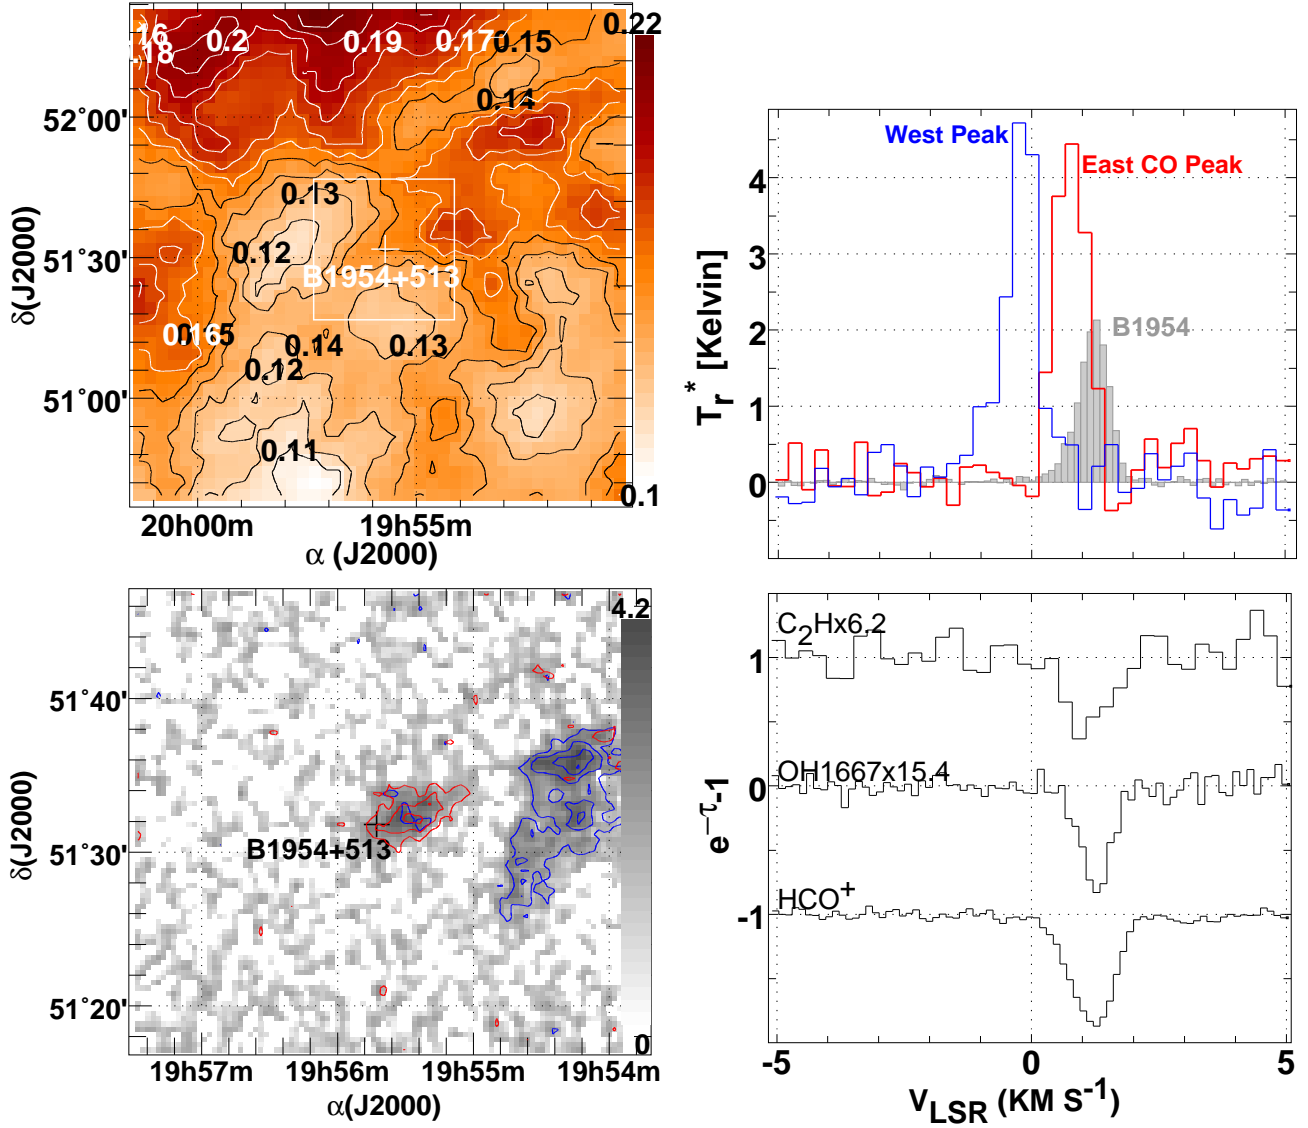 .16
0.2
0.19
0.17
0.15
0.22
.18
0.14
52°00'
0.13
0.12
51°30'
B1954+513
0.165
0.14
0.13
0.12
51°00'
0.11
0.1
20h00m
19h55m
α (J2000)
δ(J2000)
West Peak
East CO Peak
B1954
4
3
2
1
0
Tr* [Kelvin]
4.2
51°40'
B1954+513
51°30'
51°20'
0
19h57m
19h56m
19h55m
19h54m
α(J2000)
δ(J2000)
C2Hx6.2
1
OH1667x15.4
0
HCO+
-1
e−τ-1
-5
0
5
VLSR (KM S-1)